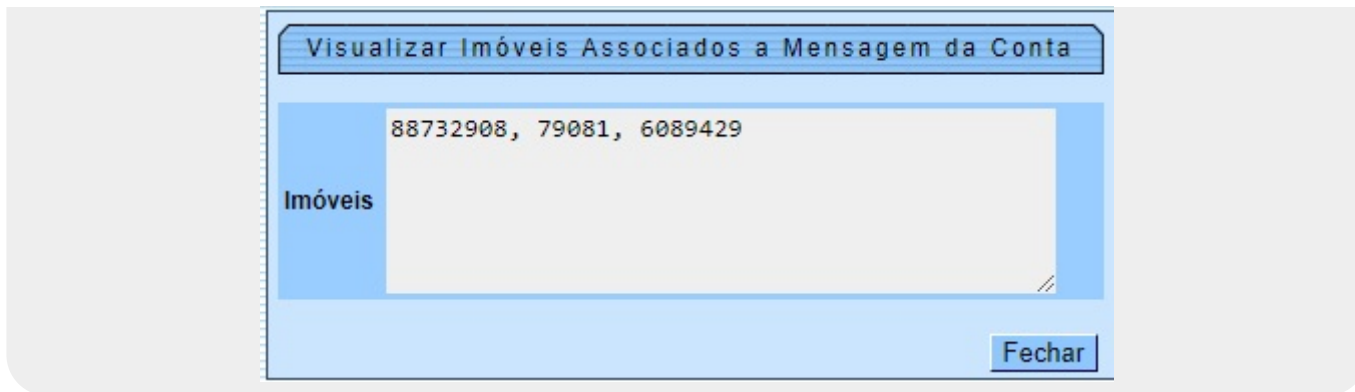 Visualizar Imóveis Associados a Mensagem da Conta
88732908, 79081, 6089429
Imóveis
Fechar